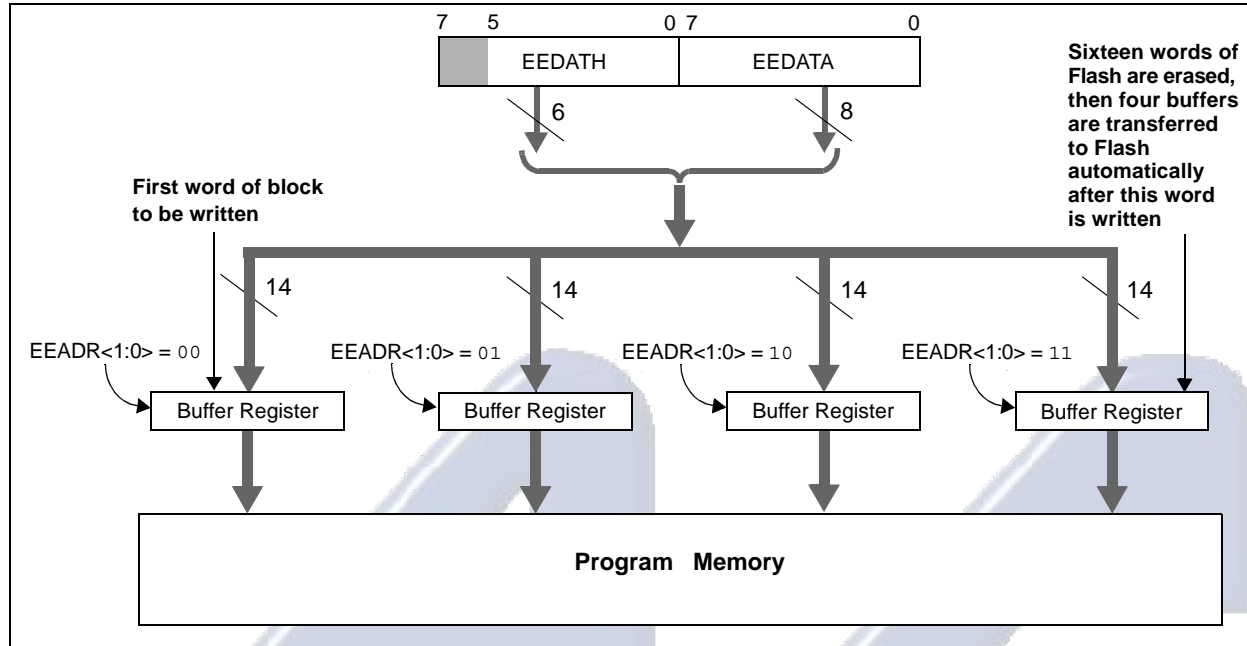 7 5 0 7 0
EEDATH EEDATA
Sixteen words of
Flash are erased,
then four buffers
are transferred
to Flash
automatically
after this word
is written
6 8
First word of block
to be written
14 14 14 14
EEADR<1:0> = 00
EEADR<1:0> = 01
EEADR<1:0> = 10
EEADR<1:0> = 11
Buffer Register
Buffer Register
Buffer Register
Buffer Register
Program Memory